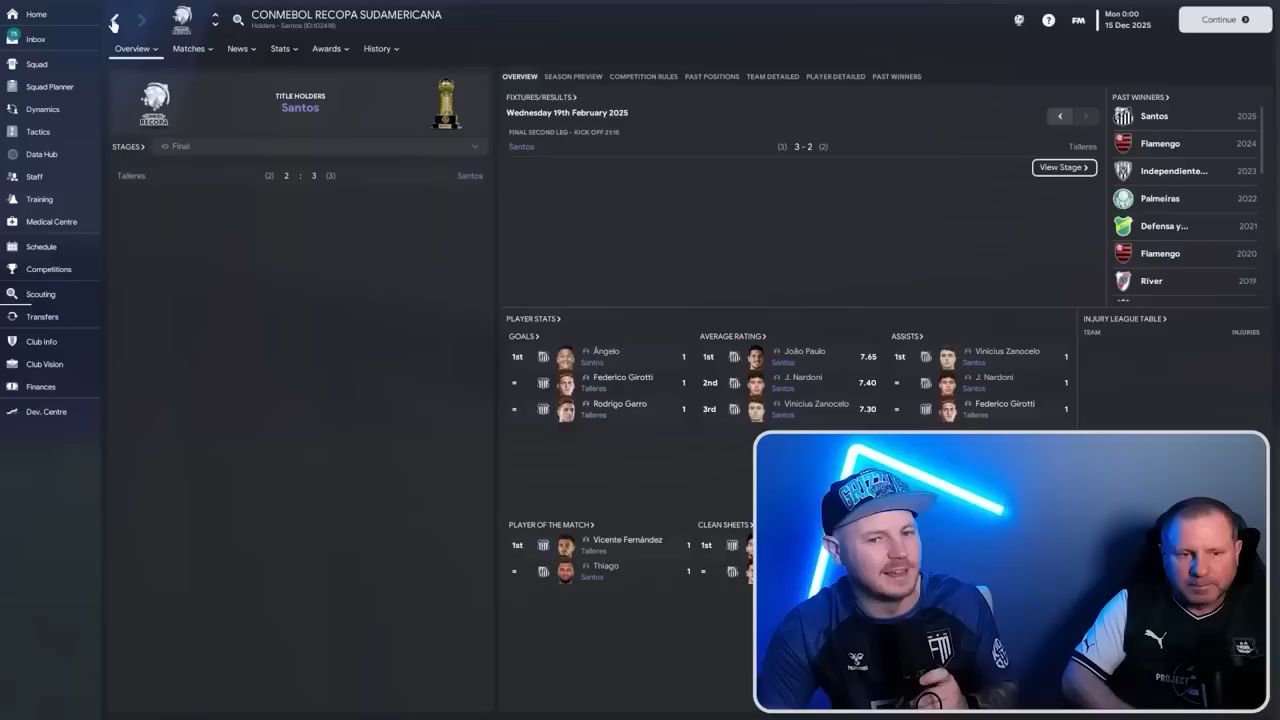 Home
75
Inbox
Squad
Squad Planner
Dynamics
Tactics
Data Hub
Staff
Training
Medical Centre
Schedule
Competitions
Scouting
Transfers
Club Info
Club Vision
Finances
Dev. Centre
CONMEBOL RECOPA SUDAMERICANA
Holders - Santos (ID:102418)
FM
Mon 0:00
15 Dec 2025
Continue
Overview
Matches
News
Stats
Awards
History
CONMEBOL
RECOPA
TITLE HOLDERS
Santos
STAGES
Final
Talleres (2) 2 : 3 (3) Santos
OVERVIEW SEASON PREVIEW COMPETITION RULES PAST POSITIONS TEAM DETAILED PLAYER DETAILED PAST WINNERS
FIXTURES/RESULTS
Wednesday 19th February 2025
FINAL SECOND LEG - KICK OFF 21:15
Santos (3) 3 - 2 (2) Talleres
View Stage
PAST WINNERS
Santos 2025
Flamengo 2024
Independiente... 2023
Palmeiras 2022
Defensa y... 2021
Flamengo 2020
River 2019
PLAYER STATS
GOALS
1st Ângelo 1
Santos
= Federico Girotti 1
Talleres
= Rodrigo Garro 1
Talleres
AVERAGE RATING
1st João Paulo 7.65
Santos
2nd J. Nardoni 7.40
Santos
3rd Vinicius Zanocelo 7.30
Santos
ASSISTS
1st Vinicius Zanocelo 1
Santos
= J. Nardoni 1
Santos
= Federico Girotti 1
Talleres
INJURY LEAGUE TABLE
TEAM INJURIES
PLAYER OF THE MATCH
1st Vicente Fernández 1
Talleres
= Thiago 1
Santos
CLEAN SHEETS
1st
=
GRIZZ
FM
PROJECT